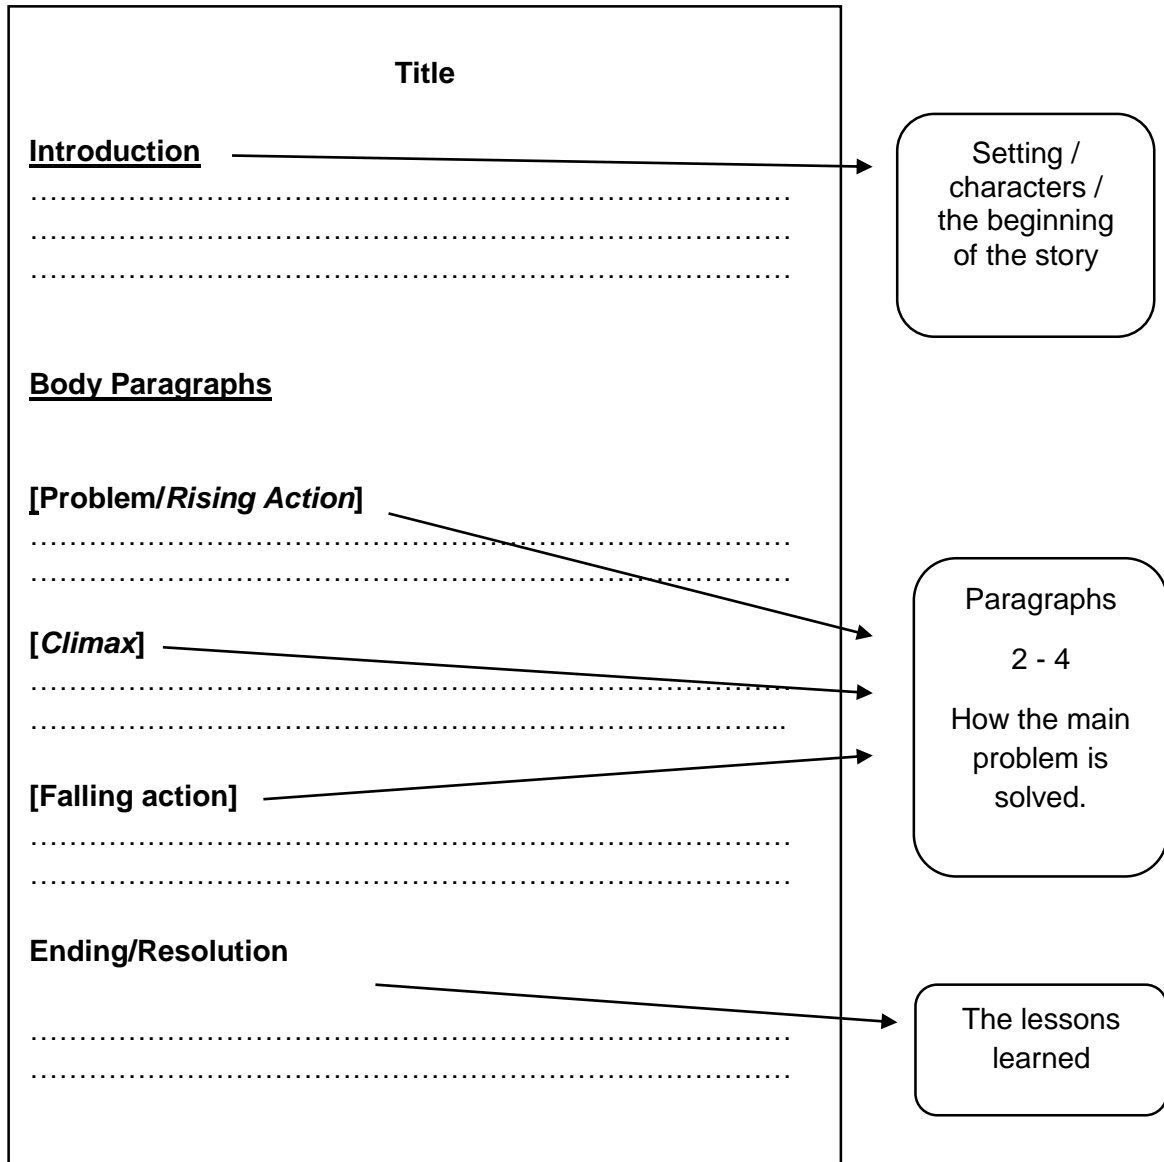 Title
Introduction
……………………………………………………………………………………
……………………………………………………………………………………
……………………………………………………………………………………
Setting /
characters /
the beginning
of the story
Body Paragraphs
[Problem/Rising Action]
……………………………………………………………………………………
……………………………………………………………………………………
[Climax]
……………………………………………………………………………………
…………………………………………………………………………………...
[Falling action]
……………………………………………………………………………………
……………………………………………………………………………………
Paragraphs
2 - 4
How the main
problem is
solved.
Ending/Resolution
……………………………………………………………………………………
……………………………………………………………………………………
The lessons
learned